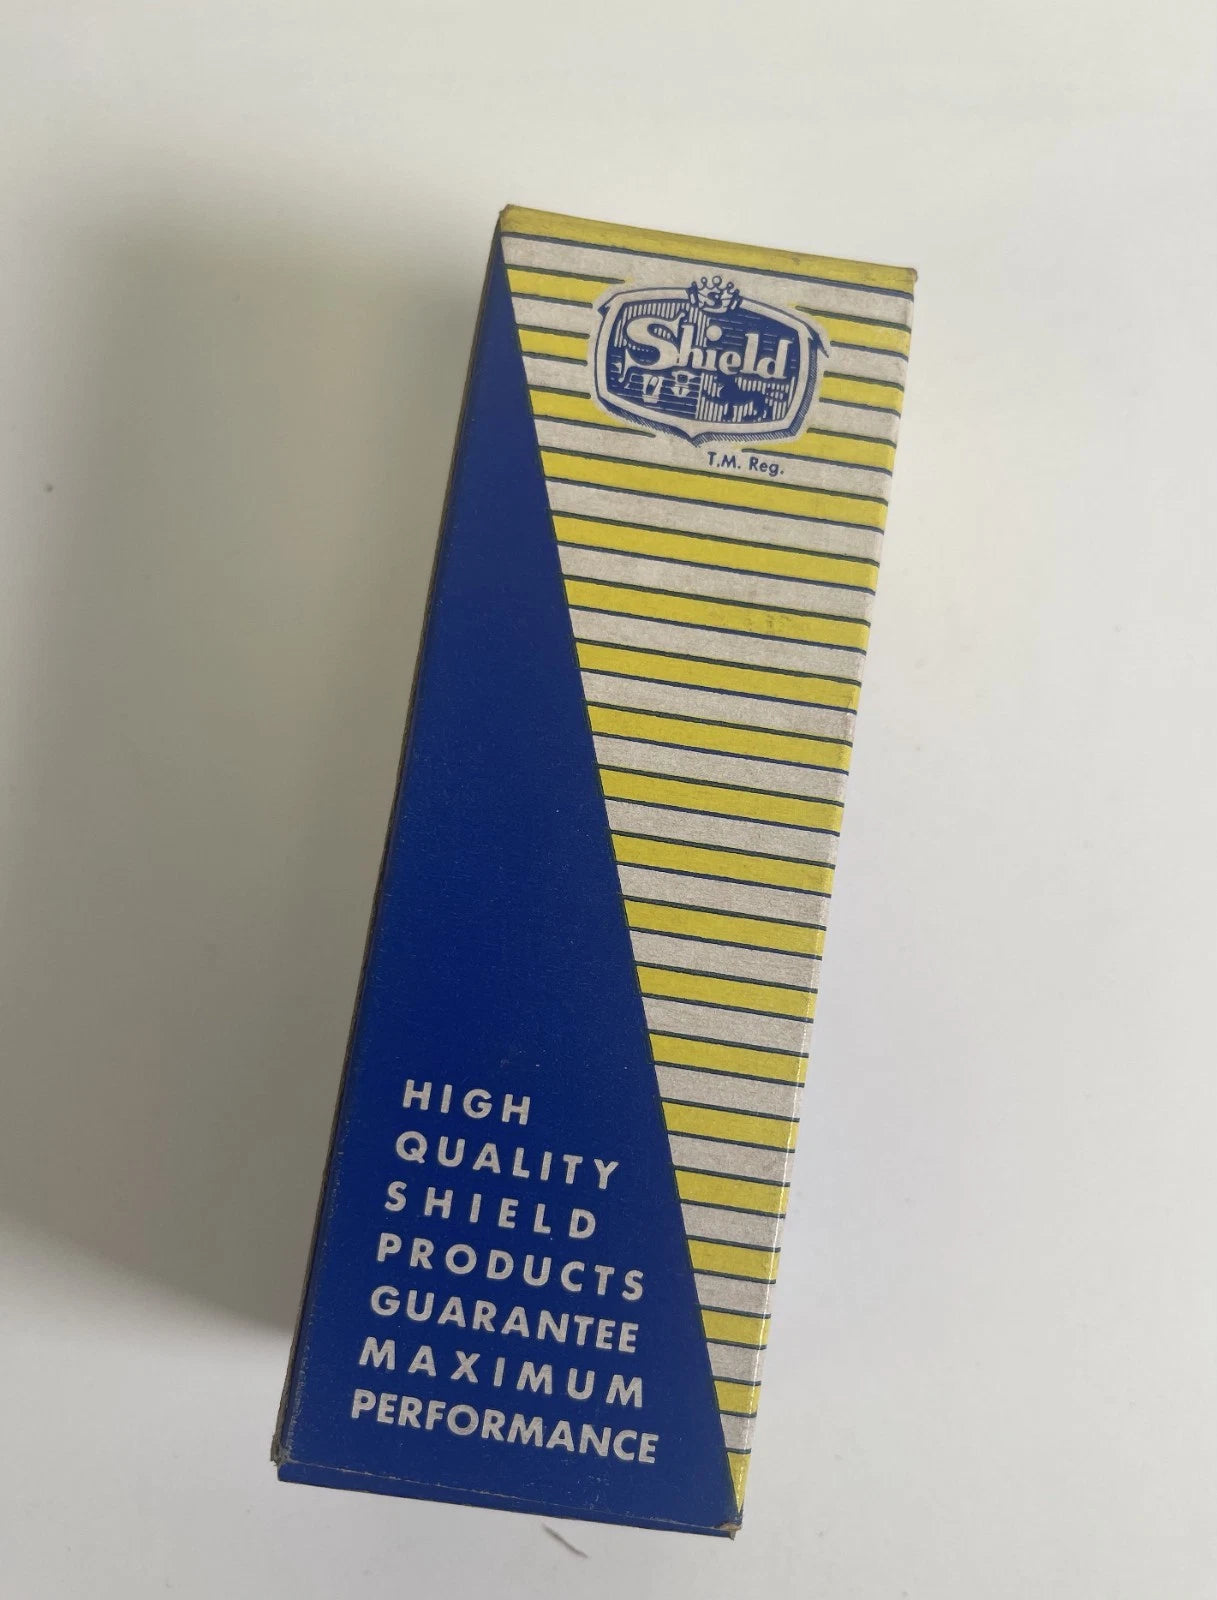 S
Shield
T.M. Reg.
HIGH
QUALITY
SHIELD
PRODUCTS
GUARANTEE
MAXIMUM
PERFORMANCE